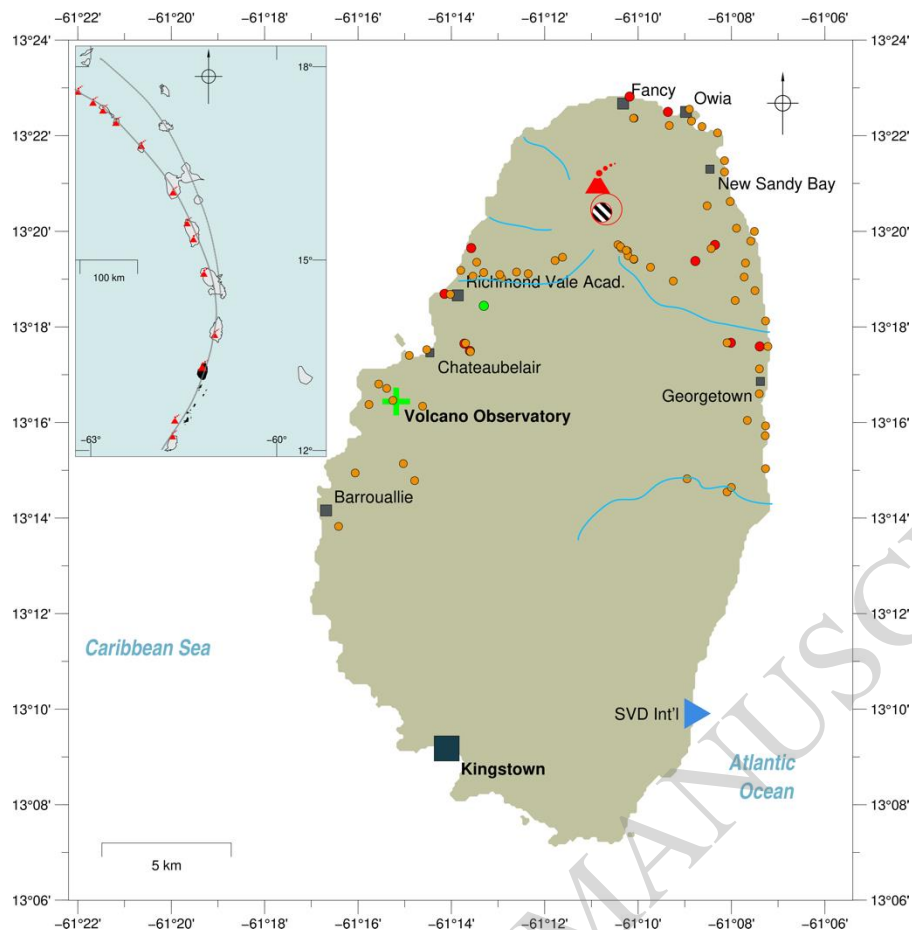 −61°22' −61°20' −61°18' −61°16' −61°14' −61°12' −61°10' −61°08' −61°06'
13°24' 13°24'
18°
Fancy
Owia
13°22' 13°22'
New Sandy Bay
13°20' 13°20'
15°
100 km
Richmond Vale Acad.
13°18' 13°18'
Chateaubelair
Georgetown
13°16' 13°16'
Volcano Observatory
12°
−63° −60°
Barrouallie
13°14' 13°14'
13°12' 13°12'
Caribbean Sea
13°10' 13°10'
SVD Int'l
Kingstown
Atlantic
Ocean
13°08' 13°08'
5 km
13°06' 13°06'
−61°22' −61°20' −61°18' −61°16' −61°14' −61°12' −61°10' −61°08' −61°06'
MANUSC